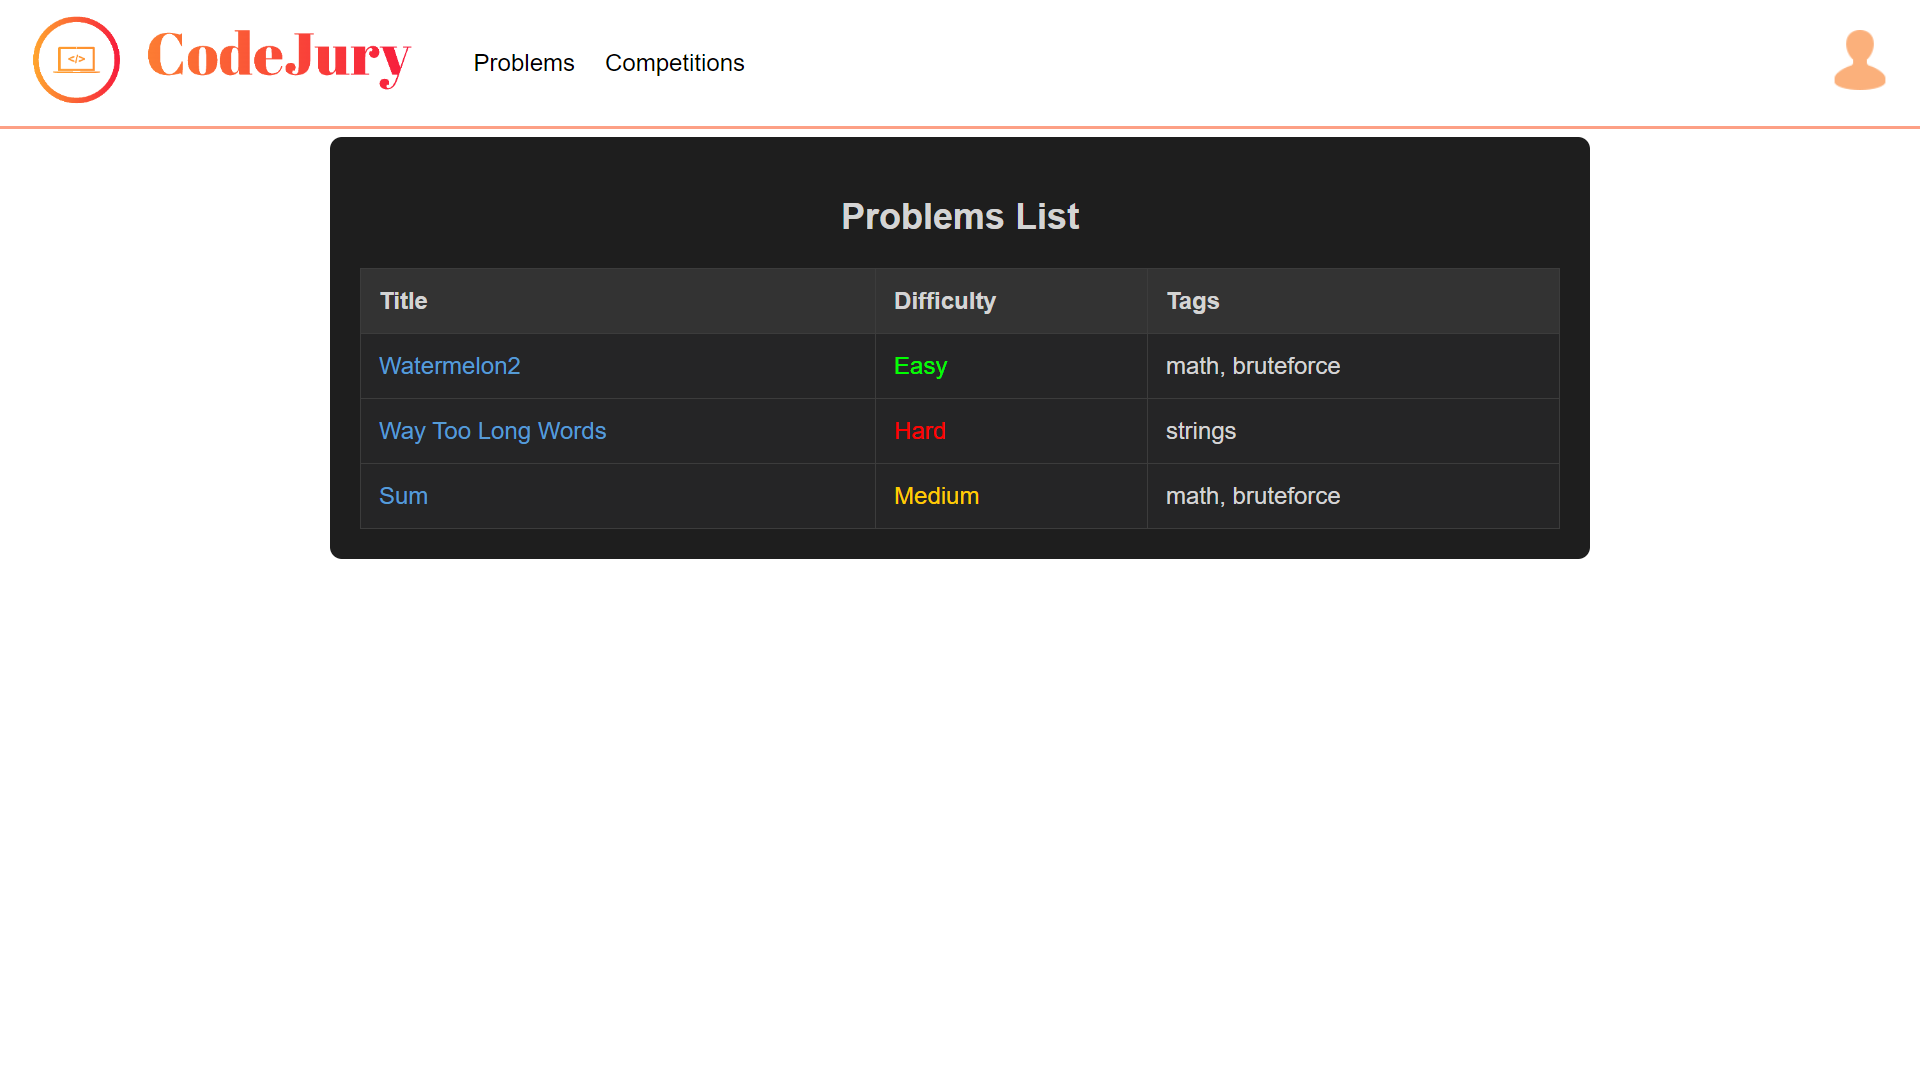 </> CodeJury Problems Competitions
Problems List
Title Difficulty Tags
Watermelon2 Easy math, bruteforce
Way Too Long Words Hard strings
Sum Medium math, bruteforce